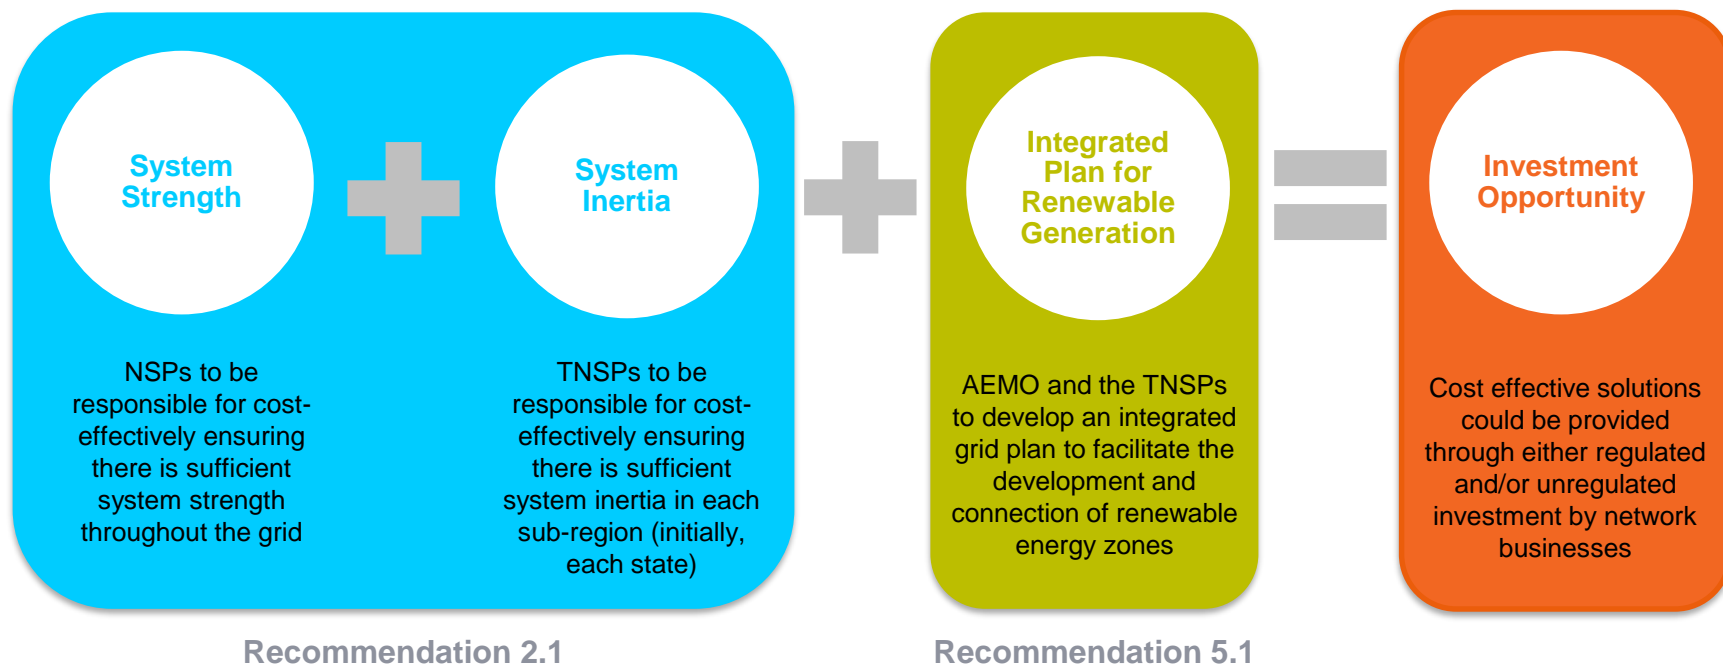 System
Strength
NSPs to be
responsible for cost-
effectively ensuring
there is sufficient
system strength
throughout the grid
System
Inertia
TNSPs to be
responsible for cost-
effectively ensuring
there is sufficient
system inertia in each
sub-region (initially,
each state)
Recommendation 2.1
Integrated
Plan for
Renewable
Generation
AEMO and the TNSPs
to develop an integrated
grid plan to facilitate the
development and
connection of renewable
energy zones
Recommendation 5.1
Investment
Opportunity
Cost effective solutions
could be provided
through either regulated
and/or unregulated
investment by network
businesses